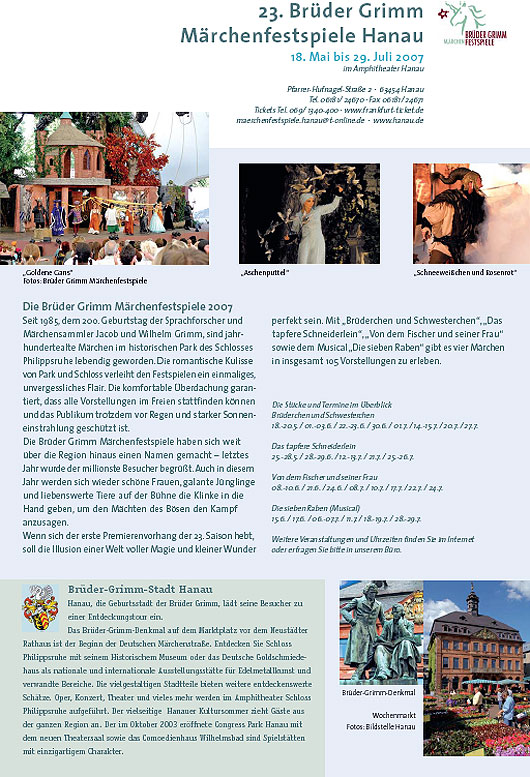 23. Brüder Grimm
Märchenfestspiele Hanau
18. Mai bis 29. Juli 2007
im Amphitheater Hanau
BRÜDER GRIMM
MÄRCHEN FESTSPIELE
Pfarrer-Hufnagel-Straße 2 · 63454 Hanau
Tel. 06181/ 24670 - Fax 06181/ 24671
Tickets Tel. 069/ 1340-400 - www.frankfurt-ticket.de
maerchenfestspiele.hanau@t-online.de - www.hanau.de
„Goldene Gans"
Fotos: Brüder Grimm Märchenfestspiele
„Aschenputtel"
„Schneeweißchen und Rosenrot"
Die Brüder Grimm Märchenfestspiele 2007
Seit 1985, dem 200. Geburtstag der Sprachforscher und
Märchensammler Jacob und Wilhelm Grimm, sind jahr-
hundertealte Märchen im historischen Park des Schlosses
Philippsruhe lebendig geworden. Die romantische Kulisse
von Park und Schloss verleiht den Festspielen ein einmaliges,
unvergessliches Flair. Die komfortable Überdachung garan-
tiert, dass alle Vorstellungen im Freien stattfinden können
und das Publikum trotzdem vor Regen und starker Sonnen-
einstrahlung geschützt ist.
Die Brüder Grimm Märchenfestspiele haben sich weit
über die Region hinaus einen Namen gemacht – letztes
Jahr wurde der millionste Besucher begrüßt. Auch in diesem
Jahr werden sich wieder schöne Frauen, galante Jünglinge
und liebenswerte Tiere auf der Bühne die Klinke in die
Hand geben, um den Mächten des Bösen den Kampf
anzusagen.
Wenn sich der erste Premierenvorhang der 23. Saison hebt,
soll die Illusion einer Welt voller Magie und kleiner Wunder
perfekt sein. Mit „Brüderchen und Schwesterchen", „Das
tapfere Schneiderlein", „Von dem Fischer und seiner Frau"
sowie dem Musical „Die sieben Raben" gibt es vier Märchen
in insgesamt 105 Vorstellungen zu erleben.
Die Stücke und Termine im Überblick
Brüderchen und Schwesterchen
18.-20.5. / 01.-03.6. / 22.-23.6. / 30.6. / 01.7. / 14.-15.7. / 20.7. / 27.7.
Das tapfere Schneiderlein
25.-28.5. / 28.-29.6. / 12.-13.7. / 21.7. / 25.-26.7.
Von dem Fischer und seiner Frau
08.-10.6. / 21.6. / 24.6. / 08.7. / 10.7. / 17.7. / 22.7. / 24.7.
Die sieben Raben (Musical)
15.6. / 17.6. / 06.-07.7. / 11.7. / 18.-19.7. / 28.-29.7.
Weitere Veranstaltungen und Uhrzeiten finden Sie im Internet
oder erfragen Sie bitte in unserem Büro.
Brüder-Grimm-Stadt Hanau
Hanau, die Geburtsstadt der Brüder Grimm, lädt seine Besucher zu
einer Entdeckungstour ein.
Das Brüder-Grimm-Denkmal auf dem Marktplatz vor dem Neustädter
Rathaus ist der Beginn der Deutschen Märchenstraße. Entdecken Sie Schloss
Philippsruhe mit seinem Historischem Museum oder das Deutsche Goldschmiede-
haus als nationale und internationale Ausstellungsstätte für Edelmetallkunst und
verwandte Bereiche. Die vielgestaltigen Stadtteile bieten weitere entdeckenswerte
Schätze. Oper, Konzert, Theater und vieles mehr werden im Amphitheater Schloss
Philippsruhe aufgeführt. Der vielseitige Hanauer Kultursommer zieht Gäste aus
der ganzen Region an. Der im Oktober 2003 eröffnete Congress Park Hanau mit
dem neuen Theatersaal sowie das Comoedienhaus Wilhelmsbad sind Spielstätten
mit einzigartigem Charakter.
Brüder-Grimm-Denkmal
Wochenmarkt
Fotos: Bildstelle Hanau